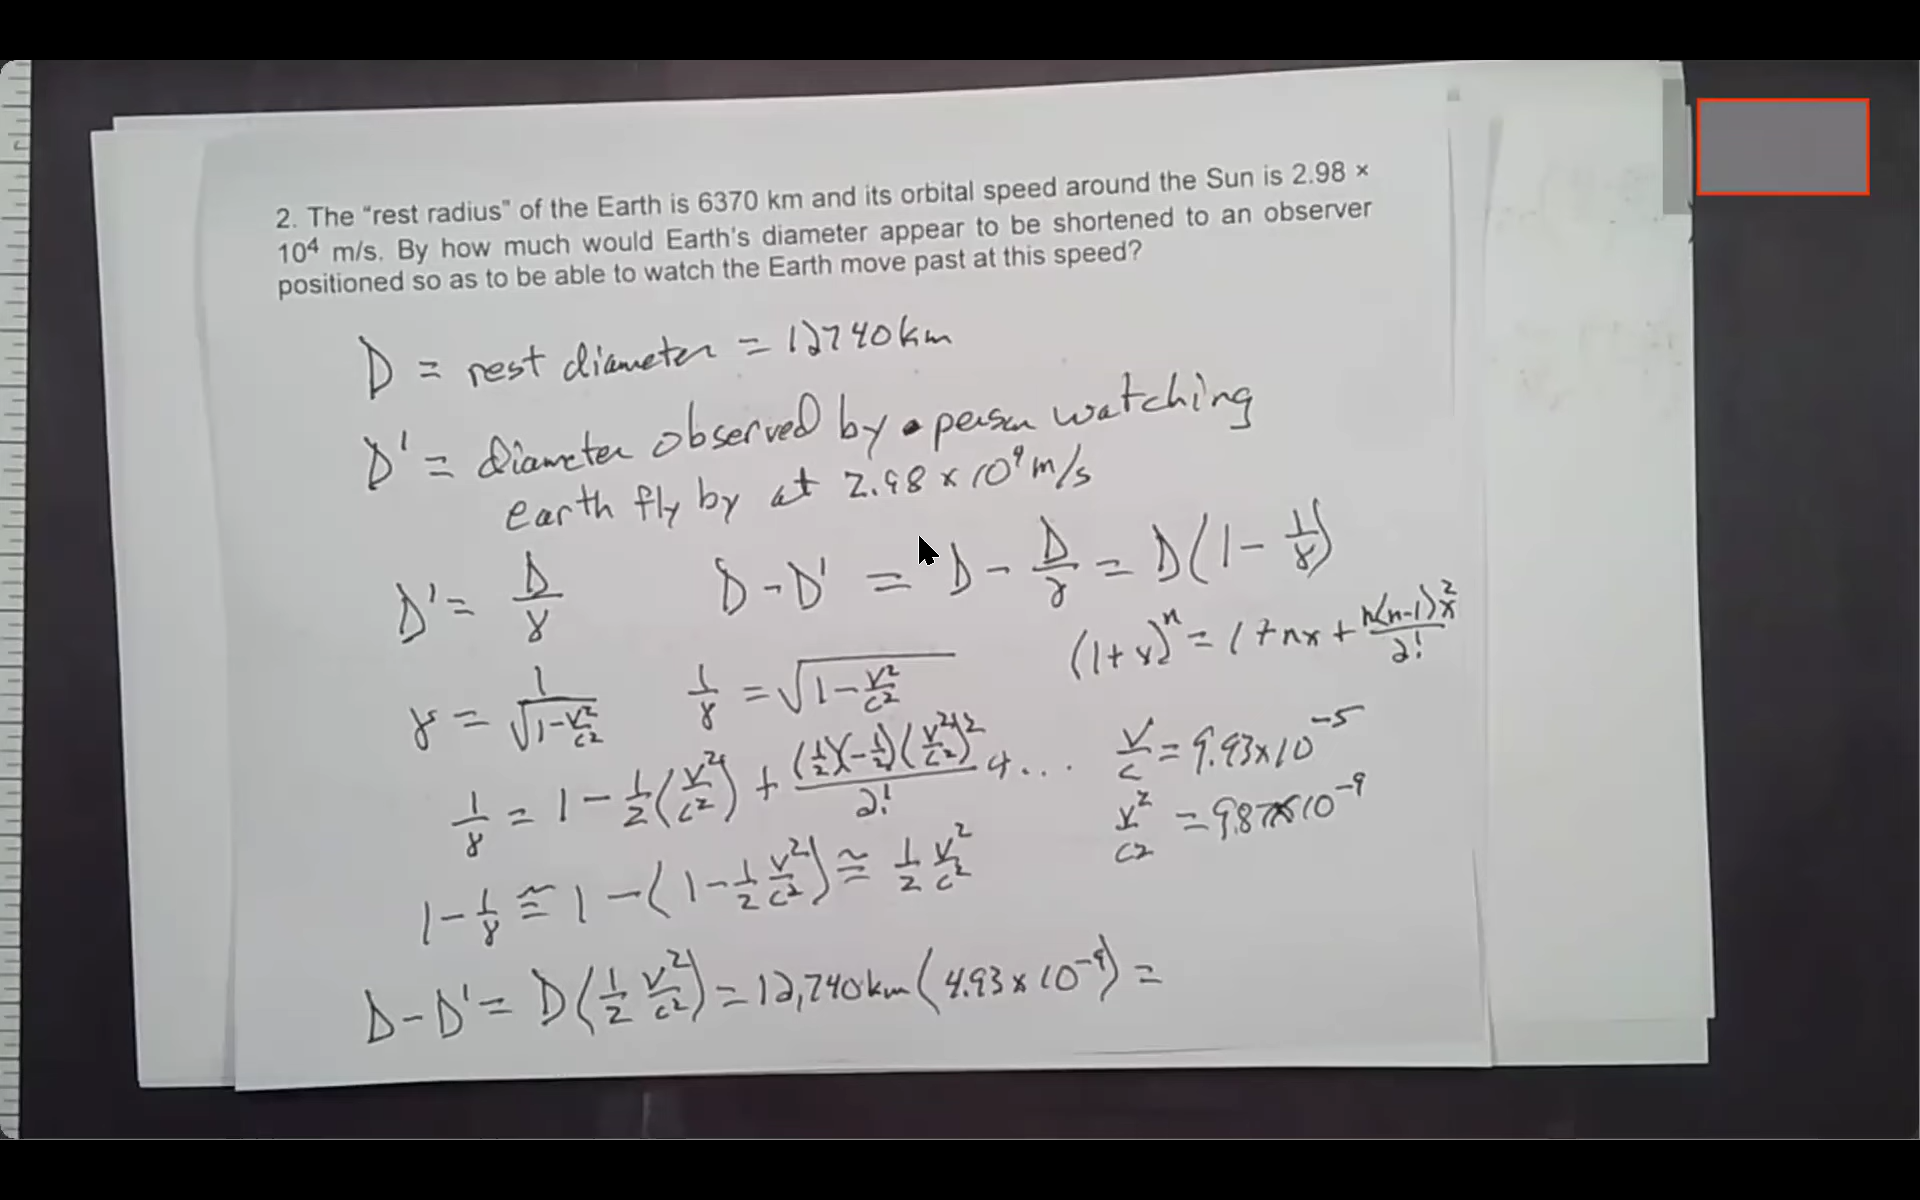 2. The “rest radius” of the Earth is 6370 km and its orbital speed around the Sun is 2.98 ×
10⁴ m/s. By how much would Earth's diameter appear to be shortened to an observer
positioned so as to be able to watch the Earth move past at this speed?
D = rest diameter = 12740 km
D' = diameter observed by a person watching
earth fly by at 2.98 x 10⁴ m/s
D' = D/γ D - D' = D - D/γ = D(1 - 1/γ)
(1+x)ⁿ = 1 + nx + n(n-1)x²/2!
γ = 1/√(1-v²/c²) 1/γ = √(1-v²/c²)
v/c = 9.93x10⁻⁵
1/γ = 1 - 1/2(v²/c²) + (1/2)(-1/2)(v²/c²)²/2! + ...
v²/c² = 9.87x10⁻⁹
1 - 1/γ ≅ 1 - (1 - 1/2 v²/c²) ≅ 1/2 v²/c²
D - D' = D(1/2 v²/c²) = 12,740 km (4.93 x 10⁻⁹) =